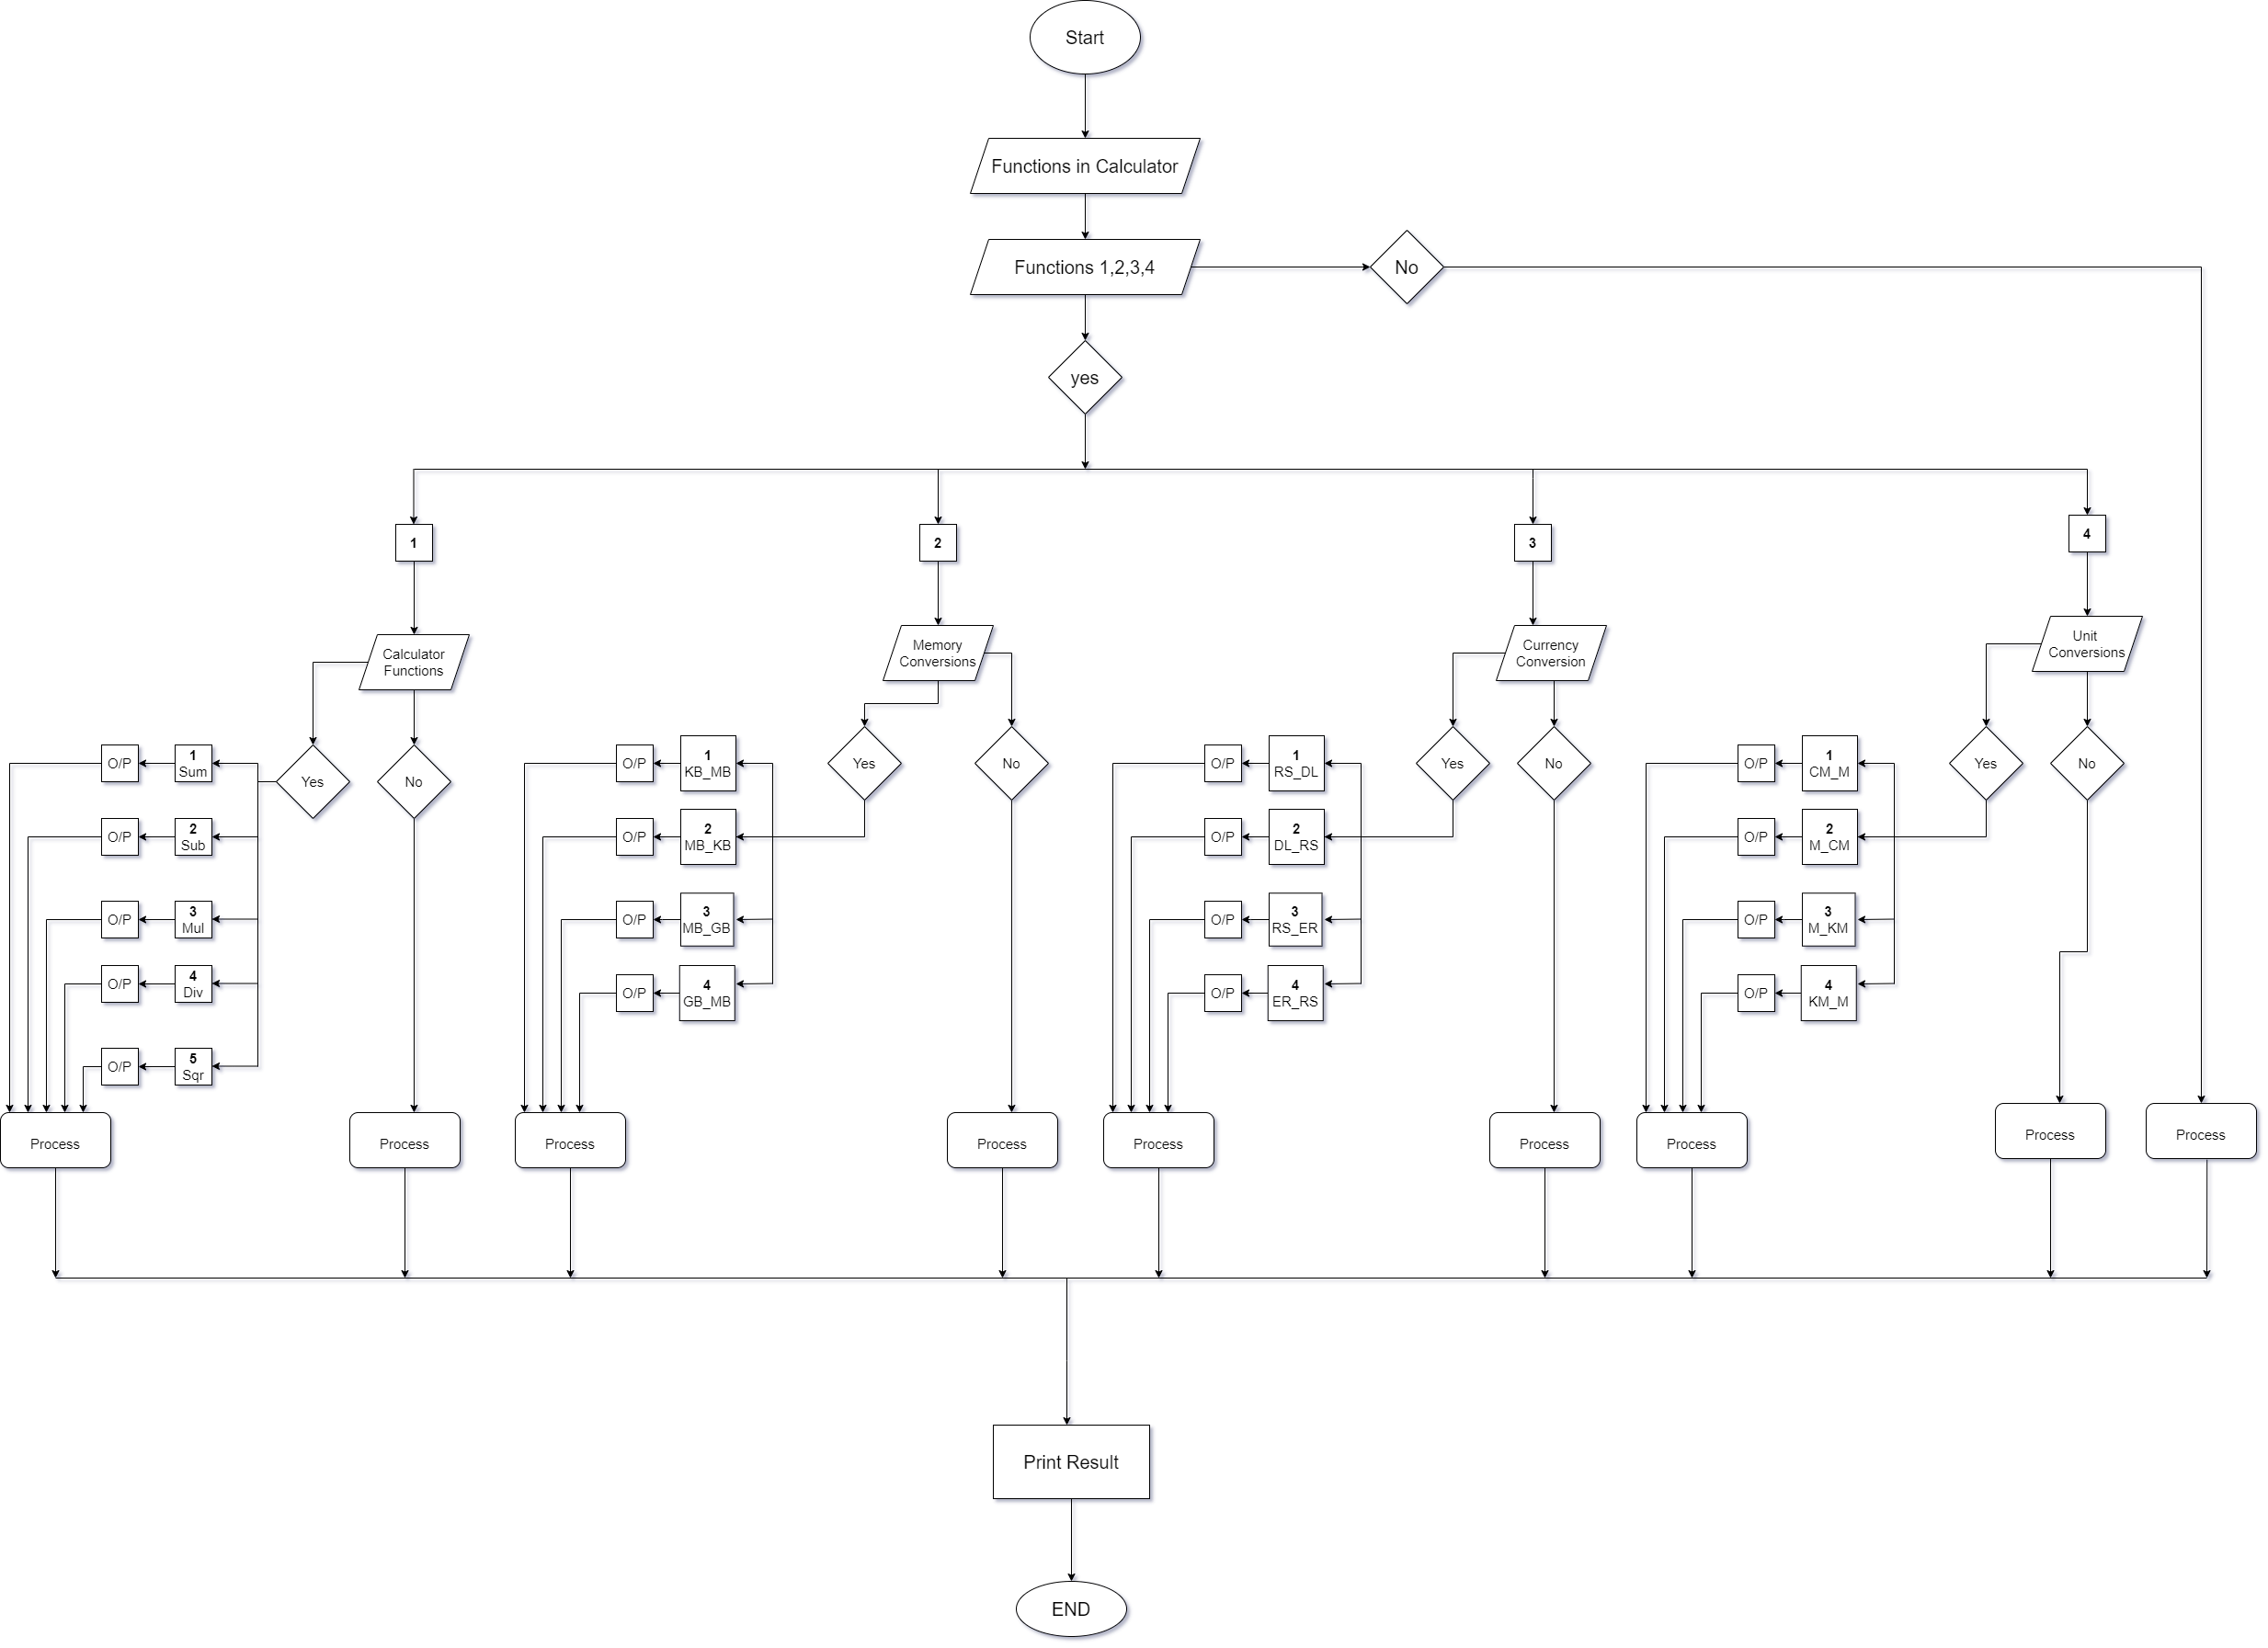 Start
Functions in Calculator
Functions 1,2,3,4
No
yes
1
2
3
4
Calculator
Functions
Memory
Conversions
Currency
Conversion
Unit
Conversions
Yes
No
Yes
No
Yes
No
Yes
No
O/P
1
Sum
O/P
2
Sub
O/P
3
Mul
O/P
4
Div
O/P
5
Sqr
O/P
1
KB_MB
O/P
2
MB_KB
O/P
3
MB_GB
O/P
4
GB_MB
O/P
1
RS_DL
O/P
2
DL_RS
O/P
3
RS_ER
O/P
4
ER_RS
O/P
1
CM_M
O/P
2
M_CM
O/P
3
M_KM
O/P
4
KM_M
Process
Process
Process
Process
Process
Process
Process
Process
Process
Print Result
END